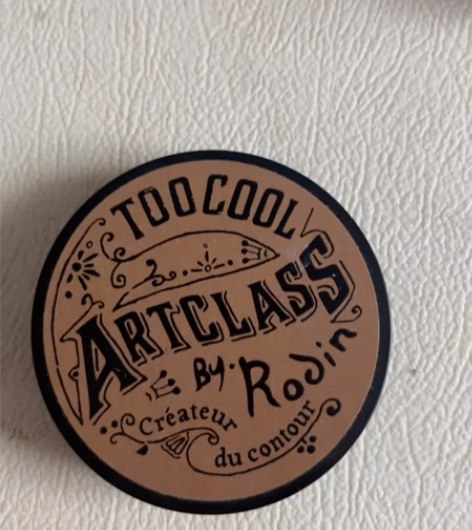 TOO COOL
ARTCLASS
By. Rodin
Créateur
du contour